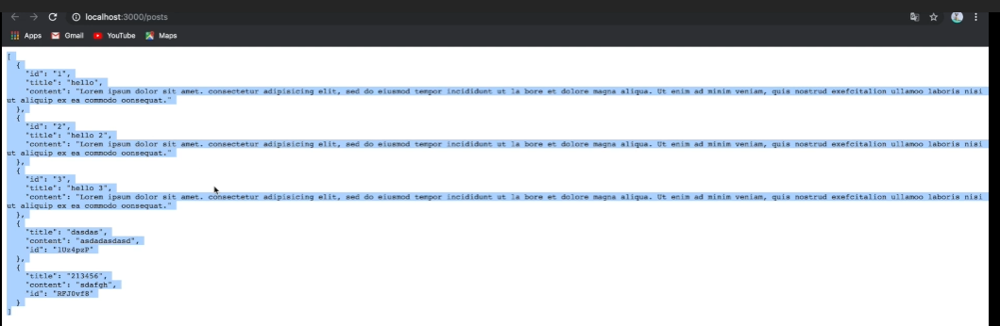 localhost:3000/posts
Apps Gmail YouTube Maps
[
{
"id": "1",
"title": "hello",
"content": "Lorem ipsum dolor sit amet. consectetur adipisicing elit, sed do eiusmod tempor incididunt ut la bore et dolore magna aliqua. Ut enim ad minim veniam, quis nostrud exefcitalion ullamoo laboris nisi
ut aliquip ex ea commodo oonsequat."
},
{
"id": "2",
"title": "hello 2",
"content": "Lorem ipsum dolor sit amet. consectetur adipisicing elit, sed do eiusmod tempor incididunt ut la bore et dolore magna aliqua. Ut enim ad minim veniam, quis nostrud exefcitalion ullamoo laboris nisi
ut aliquip ex ea commodo oonsequat."
},
{
"id": "3",
"title": "hello 3",
"content": "Lorem ipsum dolor sit amet. consectetur adipisicing elit, sed do eiusmod tempor incididunt ut la bore et dolore magna aliqua. Ut enim ad minim veniam, quis nostrud exefcitalion ullamoo laboris nisi
ut aliquip ex ea commodo oonsequat."
},
{
"title": "dasdas",
"content": "asdadasdasd",
"id": "lUz4pzP"
},
{
"title": "213456",
"content": "sdafgh",
"id": "RFJ0vf8"
}
]